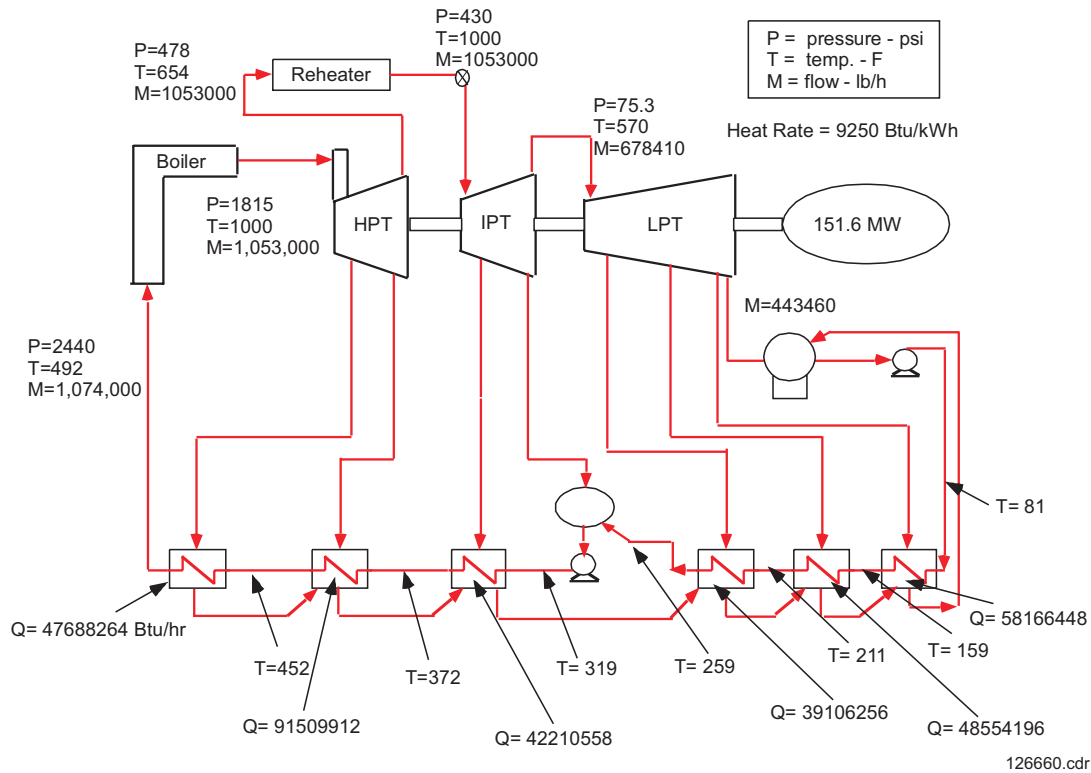 P=430
T=1000
M=1053000
P=478
T=654
M=1053000
Reheater
P = pressure - psi
T = temp. - F
M = flow - lb/h
P=75.3
T=570
M=678410
Heat Rate = 9250 Btu/kWh
Boiler
P=1815
T=1000
M=1,053,000
HPT
IPT
LPT
151.6 MW
M=443460
P=2440
T=492
M=1,074,000
T= 81
Q= 47688264 Btu/hr
T=452
T=372
T= 319
T= 259
T= 211
T= 159
Q= 58166448
Q= 91509912
Q= 42210558
Q= 39106256
Q= 48554196
126660.cdr